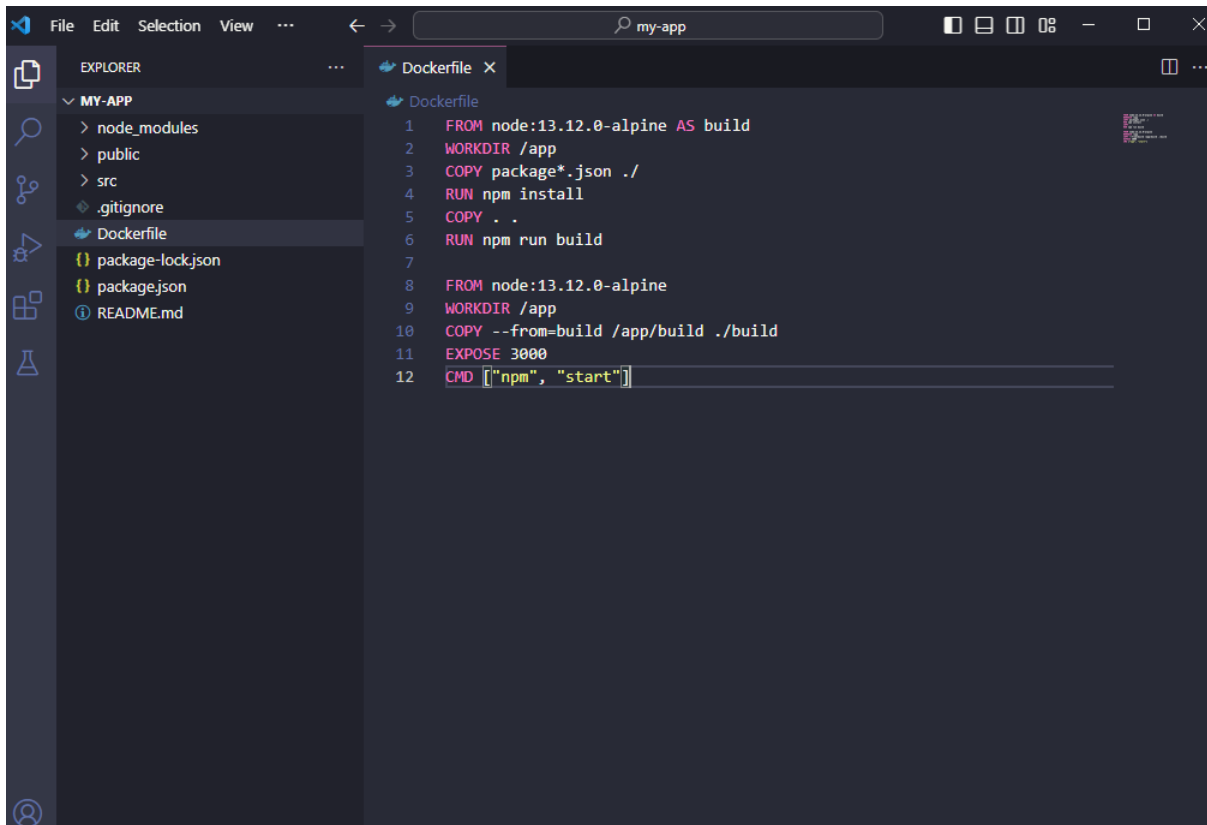 File Edit Selection View ··· my-app
EXPLORER ···
MY-APP
node_modules
public
src
.gitignore
Dockerfile
package-lock.json
package.json
README.md
Dockerfile
Dockerfile
1 FROM node:13.12.0-alpine AS build
2 WORKDIR /app
3 COPY package*.json ./
4 RUN npm install
5 COPY . .
6 RUN npm run build
7
8 FROM node:13.12.0-alpine
9 WORKDIR /app
10 COPY --from=build /app/build ./build
11 EXPOSE 3000
12 CMD ["npm", "start"]